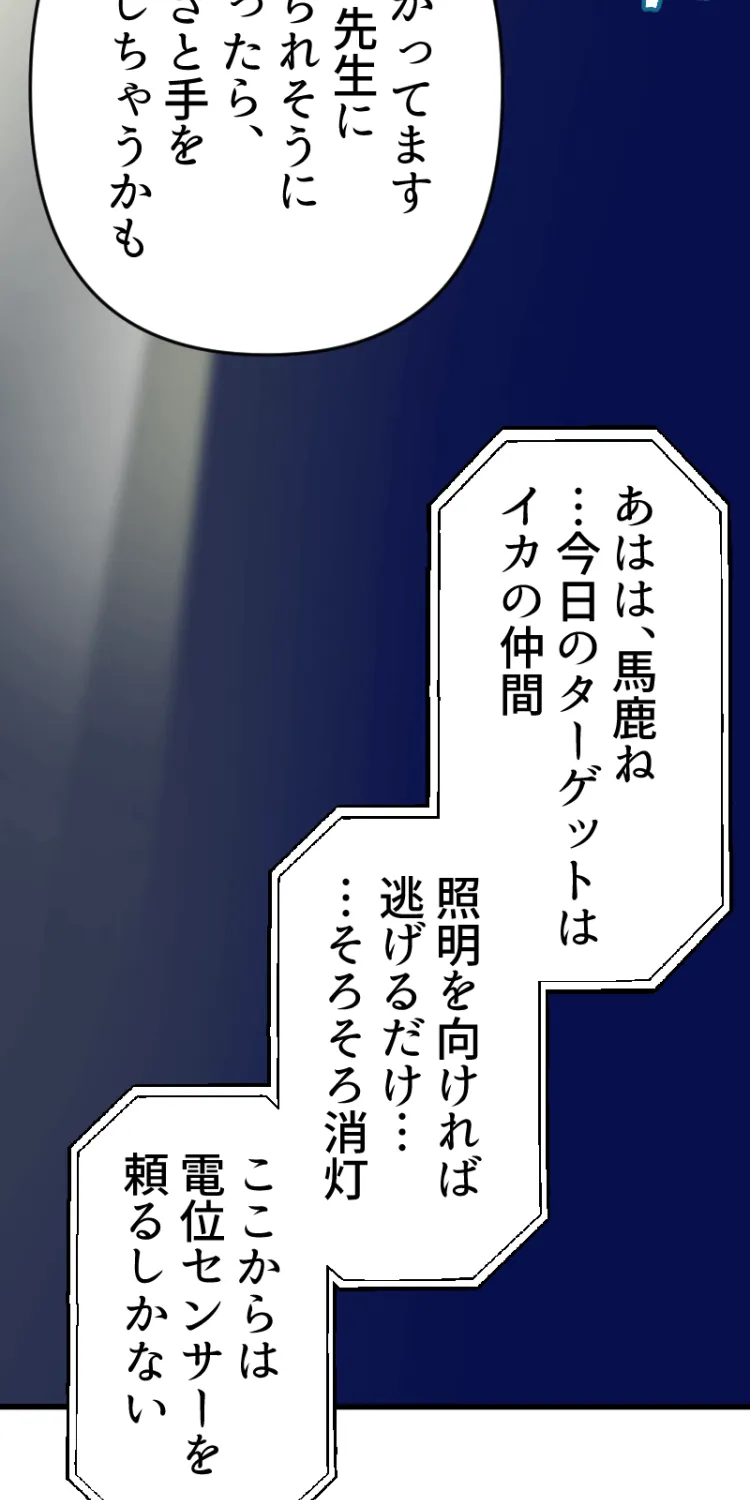 かってます
先生に
られそうに
ったら、
さと手を
しちゃうかも
あはは、馬鹿ね
…今日のターゲットは
イカの仲間
照明を向ければ
逃げるだけ…
…そろそろ消灯
ここからは
電位センサーを
頼るしかない